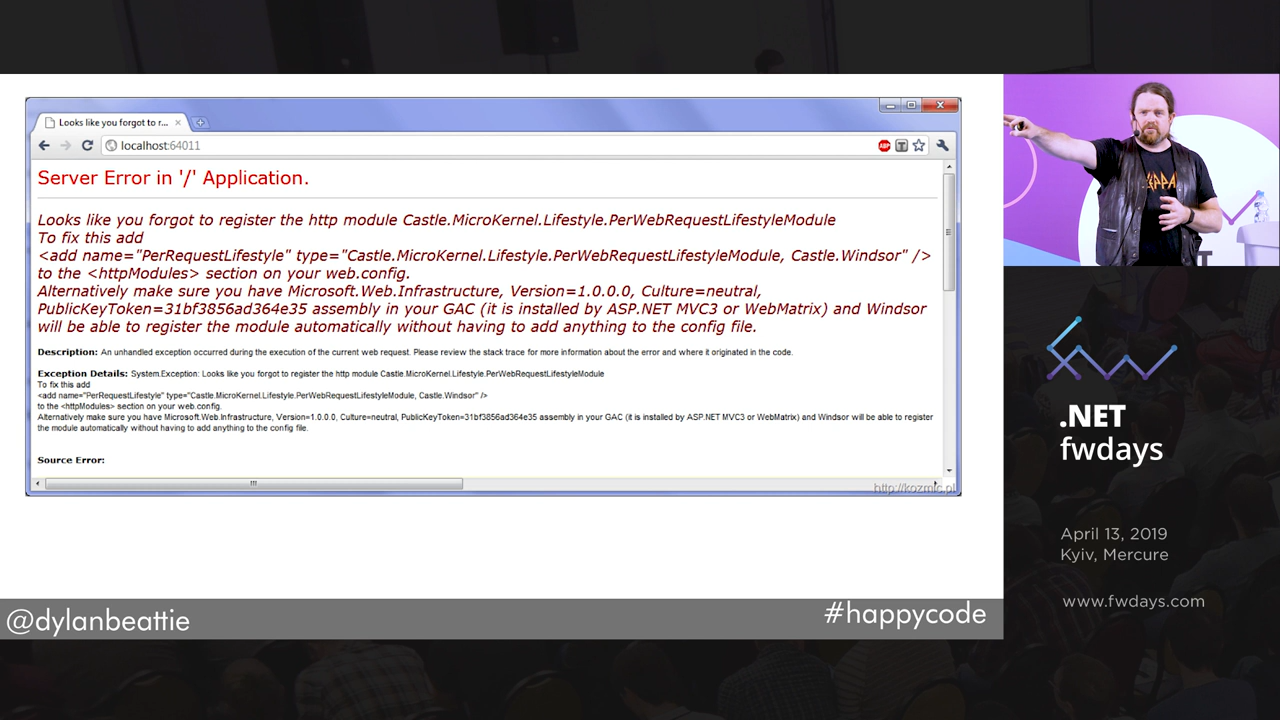 Looks like you forgot to r...
localhost:64011
ABP
Server Error in '/' Application.
Looks like you forgot to register the http module Castle.MicroKernel.Lifestyle.PerWebRequestLifestyleModule
To fix this add
<add name="PerRequestLifestyle" type="Castle.MicroKernel.Lifestyle.PerWebRequestLifestyleModule, Castle.Windsor" />
to the <httpModules> section on your web.config.
Alternatively make sure you have Microsoft.Web.Infrastructure, Version=1.0.0.0, Culture=neutral,
PublicKeyToken=31bf3856ad364e35 assembly in your GAC (it is installed by ASP.NET MVC3 or WebMatrix) and Windsor
will be able to register the module automatically without having to add anything to the config file.
Description: An unhandled exception occurred during the execution of the current web request. Please review the stack trace for more information about the error and where it originated in the code.
Exception Details: System.Exception: Looks like you forgot to register the http module Castle.MicroKernel.Lifestyle.PerWebRequestLifestyleModule
To fix this add
<add name="PerRequestLifestyle" type="Castle.MicroKernel.Lifestyle.PerWebRequestLifestyleModule, Castle.Windsor" />
to the <httpModules> section on your web.config.
Alternatively make sure you have Microsoft.Web.Infrastructure, Version=1.0.0.0, Culture=neutral, PublicKeyToken=31bf3856ad364e35 assembly in your GAC (it is installed by ASP.NET MVC3 or WebMatrix) and Windsor will be able to register
the module automatically without having to add anything to the config file.
Source Error:
http://kozmic.pl
@dylanbeattie
#happycode
.NET
fwdays
April 13, 2019
Kyiv, Mercure
www.fwdays.com